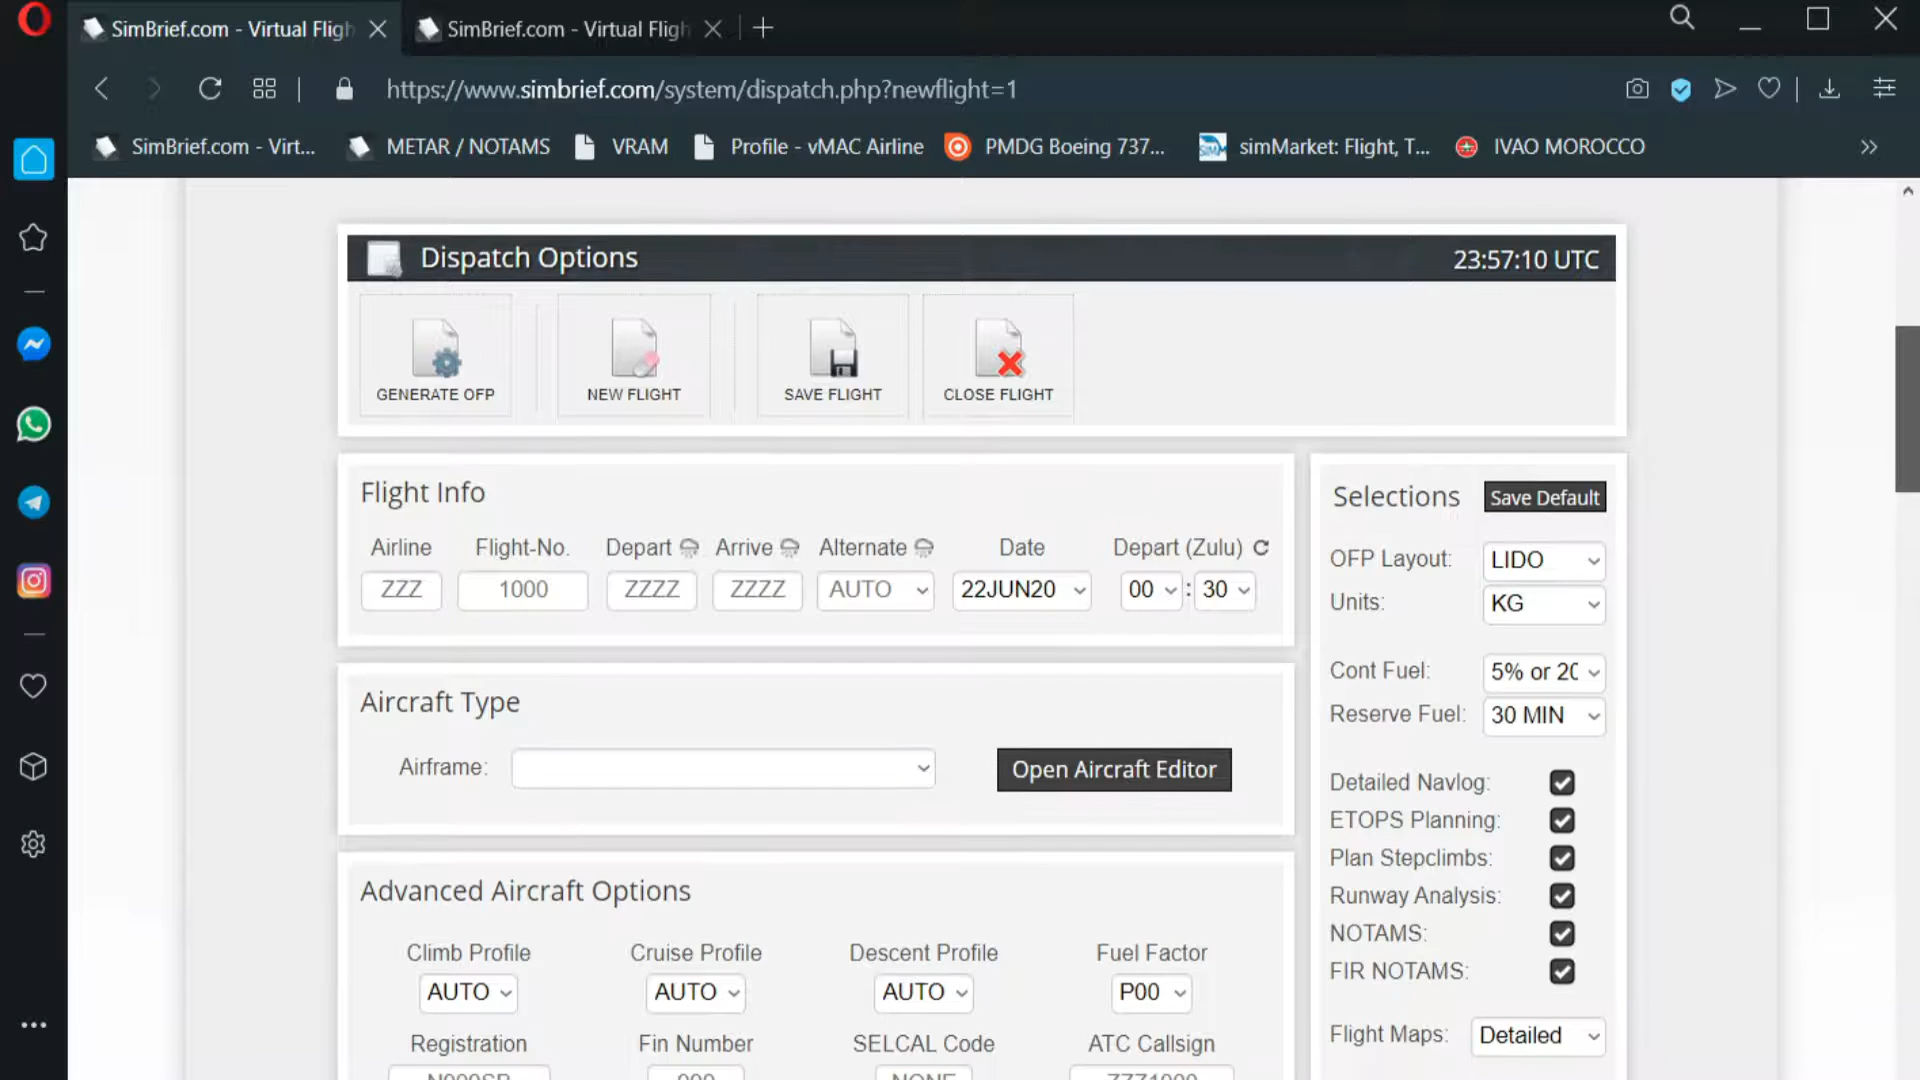 SimBrief.com - Virtual Fligh
SimBrief.com - Virtual Fligh
https://www.simbrief.com/system/dispatch.php?newflight=1
SimBrief.com - Virt...
METAR / NOTAMS
VRAM
Profile - vMAC Airline
PMDG Boeing 737...
simMarket: Flight, T...
IVAO MOROCCO
Dispatch Options
23:57:10 UTC
GENERATE OFP
NEW FLIGHT
SAVE FLIGHT
CLOSE FLIGHT
Flight Info
Airline Flight-No. Depart Arrive Alternate Date Depart (Zulu)
ZZZ 1000 ZZZZ ZZZZ AUTO 22JUN20 00 : 30
Aircraft Type
Airframe:
Open Aircraft Editor
Advanced Aircraft Options
Climb Profile Cruise Profile Descent Profile Fuel Factor
AUTO AUTO AUTO P00
Registration Fin Number SELCAL Code ATC Callsign
Selections Save Default
OFP Layout: LIDO
Units: KG
Cont Fuel: 5% or 20
Reserve Fuel: 30 MIN
Detailed Navlog:
ETOPS Planning:
Plan Stepclimbs:
Runway Analysis:
NOTAMS:
FIR NOTAMS:
Flight Maps: Detailed